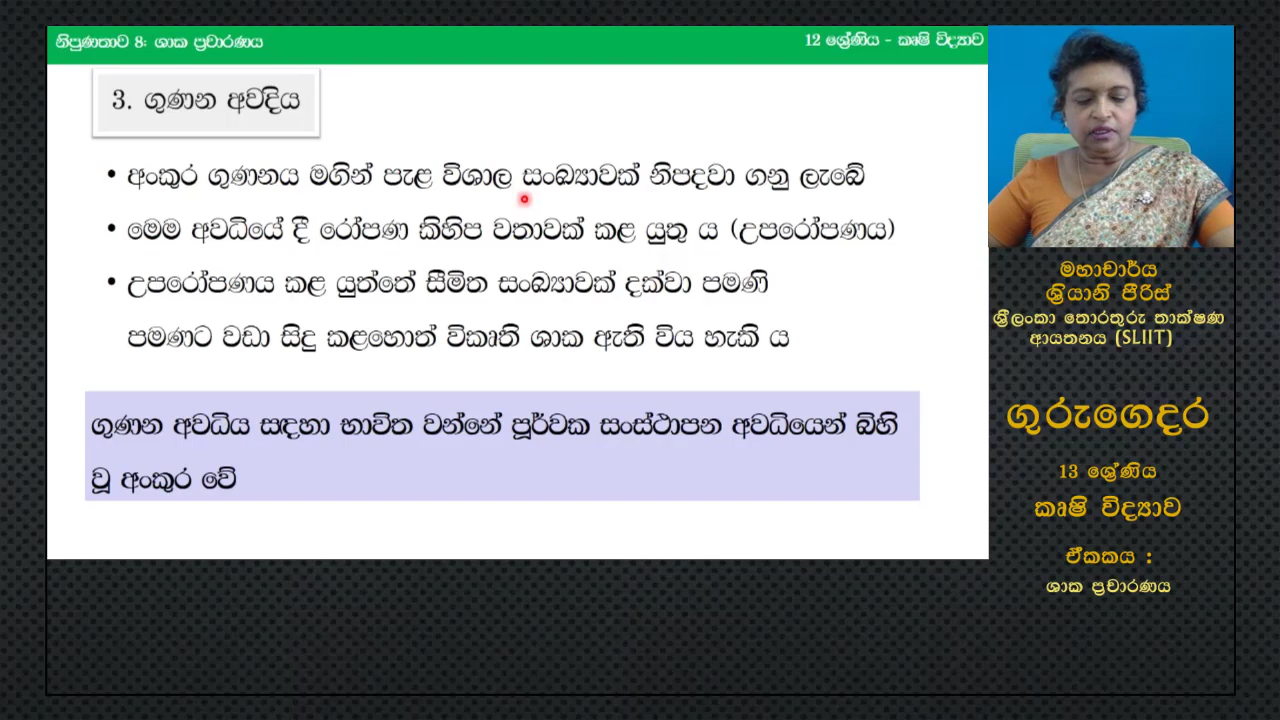 නිපුණතාව 8: ශාක ප්‍රචාරණය
12 ශ්‍රේණිය - කෘෂි විද්‍යාව
3. ගුණන අවදිය
• අංකුර ගුණනය මගින් පැළ විශාල සංඛ්‍යාවක් නිපදවා ගනු ලැබේ
• මෙම අවධියේ දී රෝපණ කිහිප වතාවක් කළ යුතු ය (උපරෝපණය)
• උපරෝපණය කළ යුත්තේ සීමිත සංඛ්‍යාවක් දක්වා පමණි
පමණට වඩා සිදු කළහොත් විකෘති ශාක ඇති විය හැකි ය
ගුණන අවධිය සඳහා භාවිත වන්නේ පූර්වක සංස්ථාපන අවධියෙන් බිහි
වූ අංකුර වේ
මහාචාර්ය
ශ්‍රියානි පීරිස්
ශ්‍රීලංකා තොරතුරු තාක්ෂණ
ආයතනය (SLIIT)
ගුරුගෙදර
13 ශ්‍රේණිය
කෘෂි විද්‍යාව
ඒකකය :
ශාක ප්‍රචාරණය